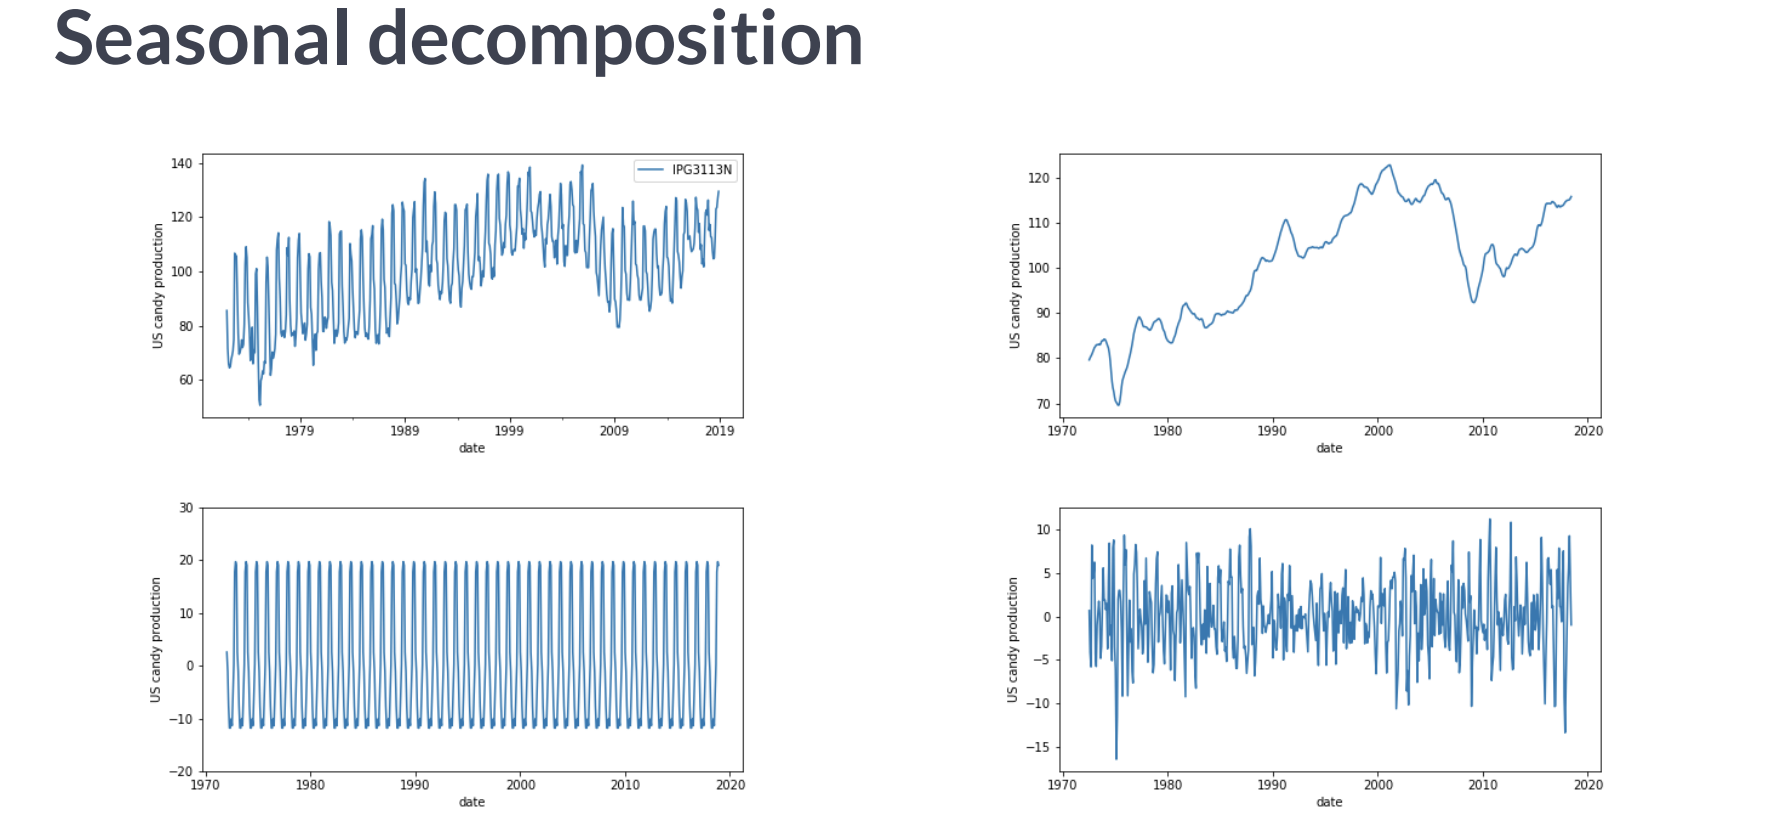 Seasonal decomposition
140
120
100
80
60
US candy production
IPG3113N
1979 1989 1999 2009 2019
date
120
110
100
90
80
70
US candy production
1970 1980 1990 2000 2010 2020
date
30
20
10
0
−10
−20
US candy production
1970 1980 1990 2000 2010 2020
date
10
5
0
−5
−10
−15
US candy production
1970 1980 1990 2000 2010 2020
date